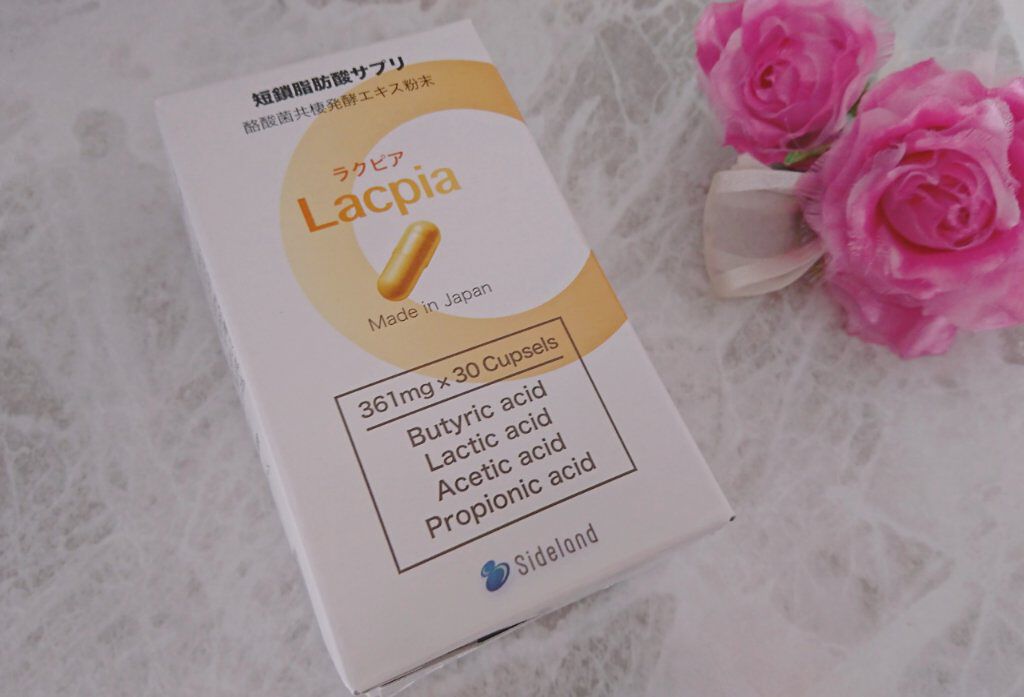 短鎖脂肪酸サプリ
酪酸菌共棲発酵エキス粉末
ラクピア
Lacpia
Made in Japan
361mg × 30 Cupsels
Butyric acid
Lactic acid
Acetic acid
Propionic acid
Sideland